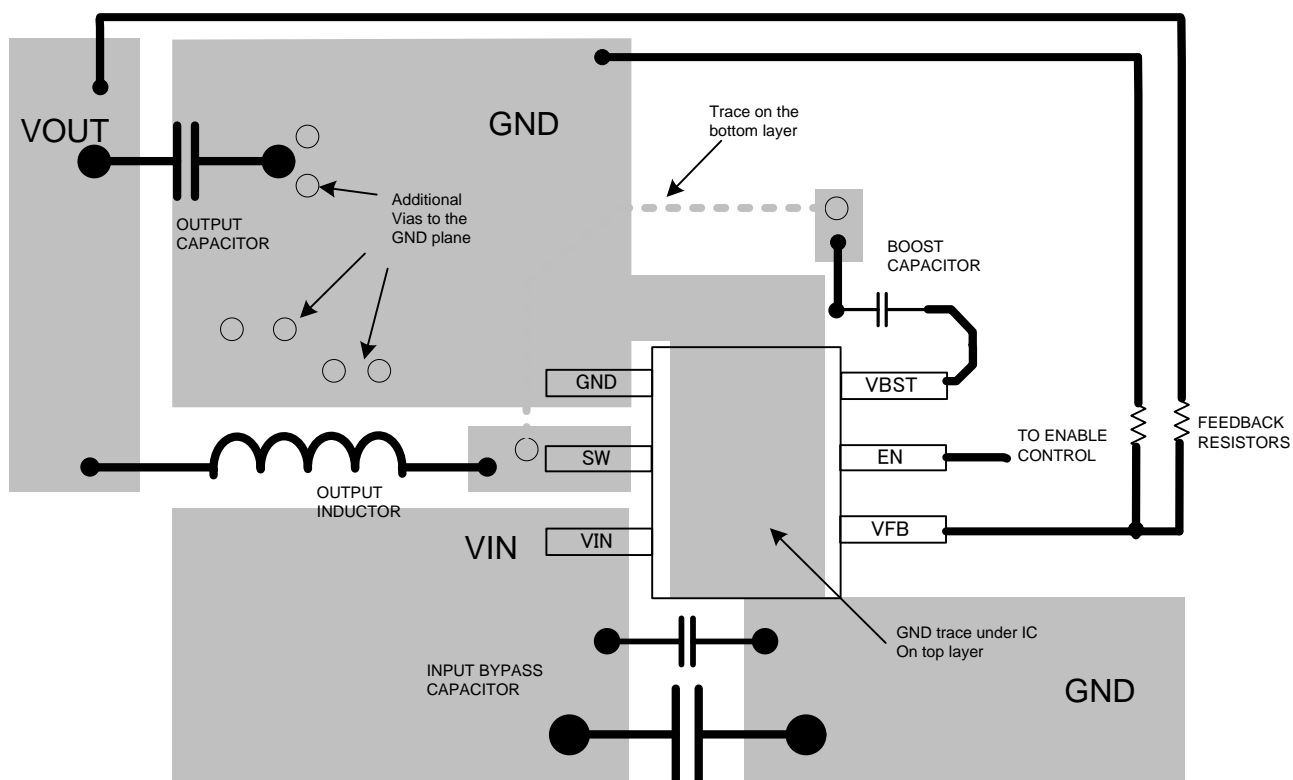 Trace on the
bottom layer
VOUT
GND
Additional
Vias to the
GND plane
OUTPUT
CAPACITOR
BOOST
CAPACITOR
GND
VBST
SW
EN
TO ENABLE
CONTROL
FEEDBACK
RESISTORS
OUTPUT
INDUCTOR
VIN
VIN
VFB
GND trace under IC
On top layer
INPUT BYPASS
CAPACITOR
GND